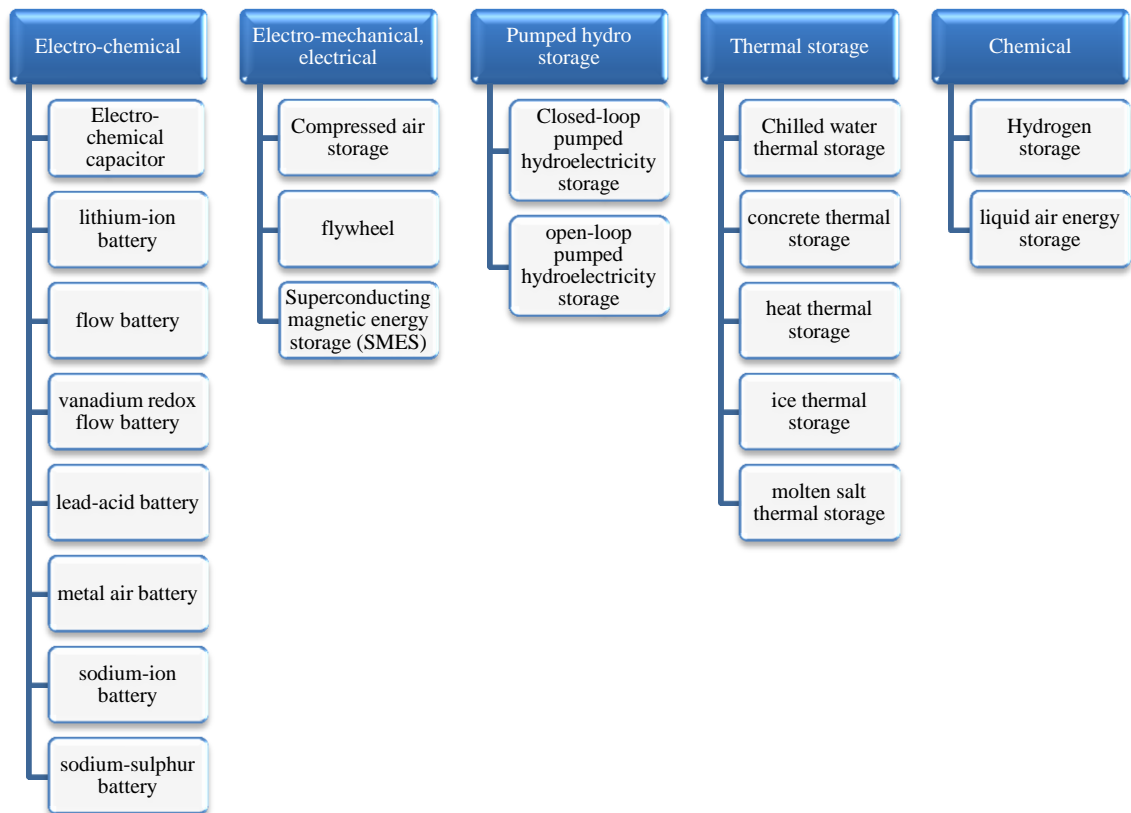 Electro-chemical
Electro-
chemical
capacitor
lithium-ion
battery
flow battery
vanadium redox
flow battery
lead-acid battery
metal air battery
sodium-ion
battery
sodium-sulphur
battery
Electro-mechanical,
electrical
Compressed air
storage
flywheel
Superconducting
magnetic energy
storage (SMES)
Pumped hydro
storage
Closed-loop
pumped
hydroelectricity
storage
open-loop
pumped
hydroelectricity
storage
Thermal storage
Chilled water
thermal storage
concrete thermal
storage
heat thermal
storage
ice thermal
storage
molten salt
thermal storage
Chemical
Hydrogen
storage
liquid air energy
storage